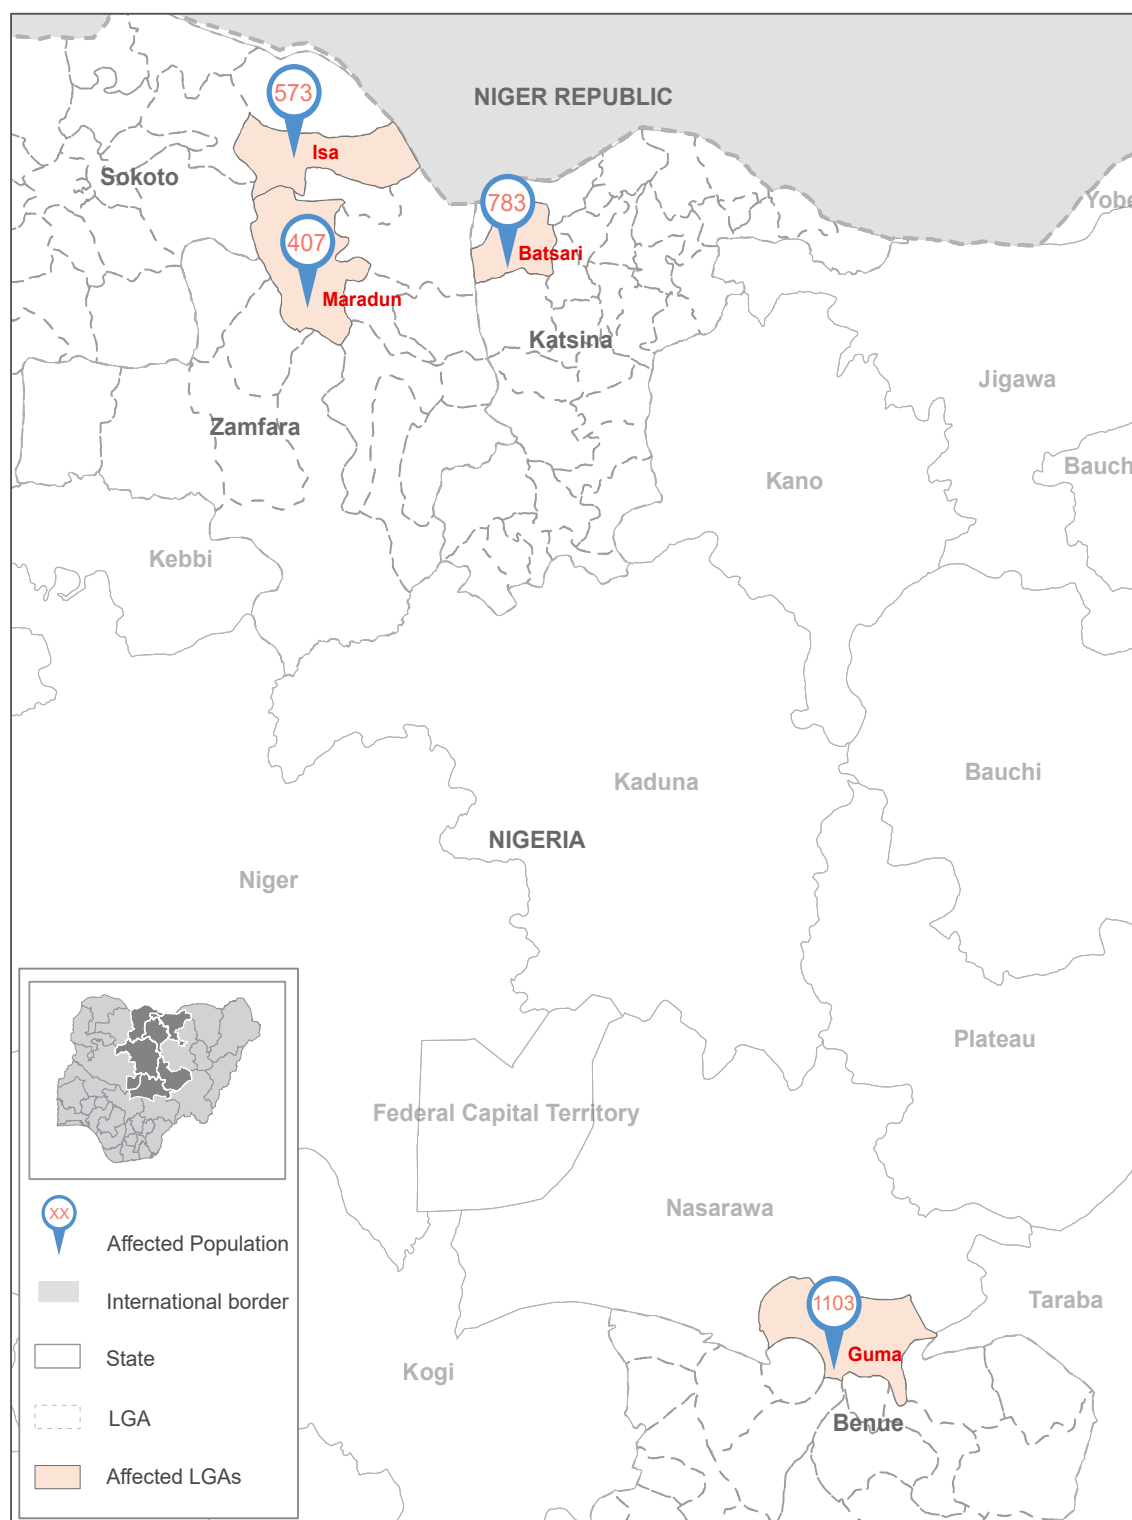 573
NIGER REPUBLIC
Isa
Sokoto
783
Yobe
407
Batsari
Maradun
Katsina
Jigawa
Zamfara
Bauch
Kano
Kebbi
Kaduna
Bauchi
NIGERIA
Niger
Plateau
Federal Capital Territory
Nasarawa
XX
Affected Population
International border
State
LGA
Affected LGAs
1103
Taraba
Guma
Kogi
Benue